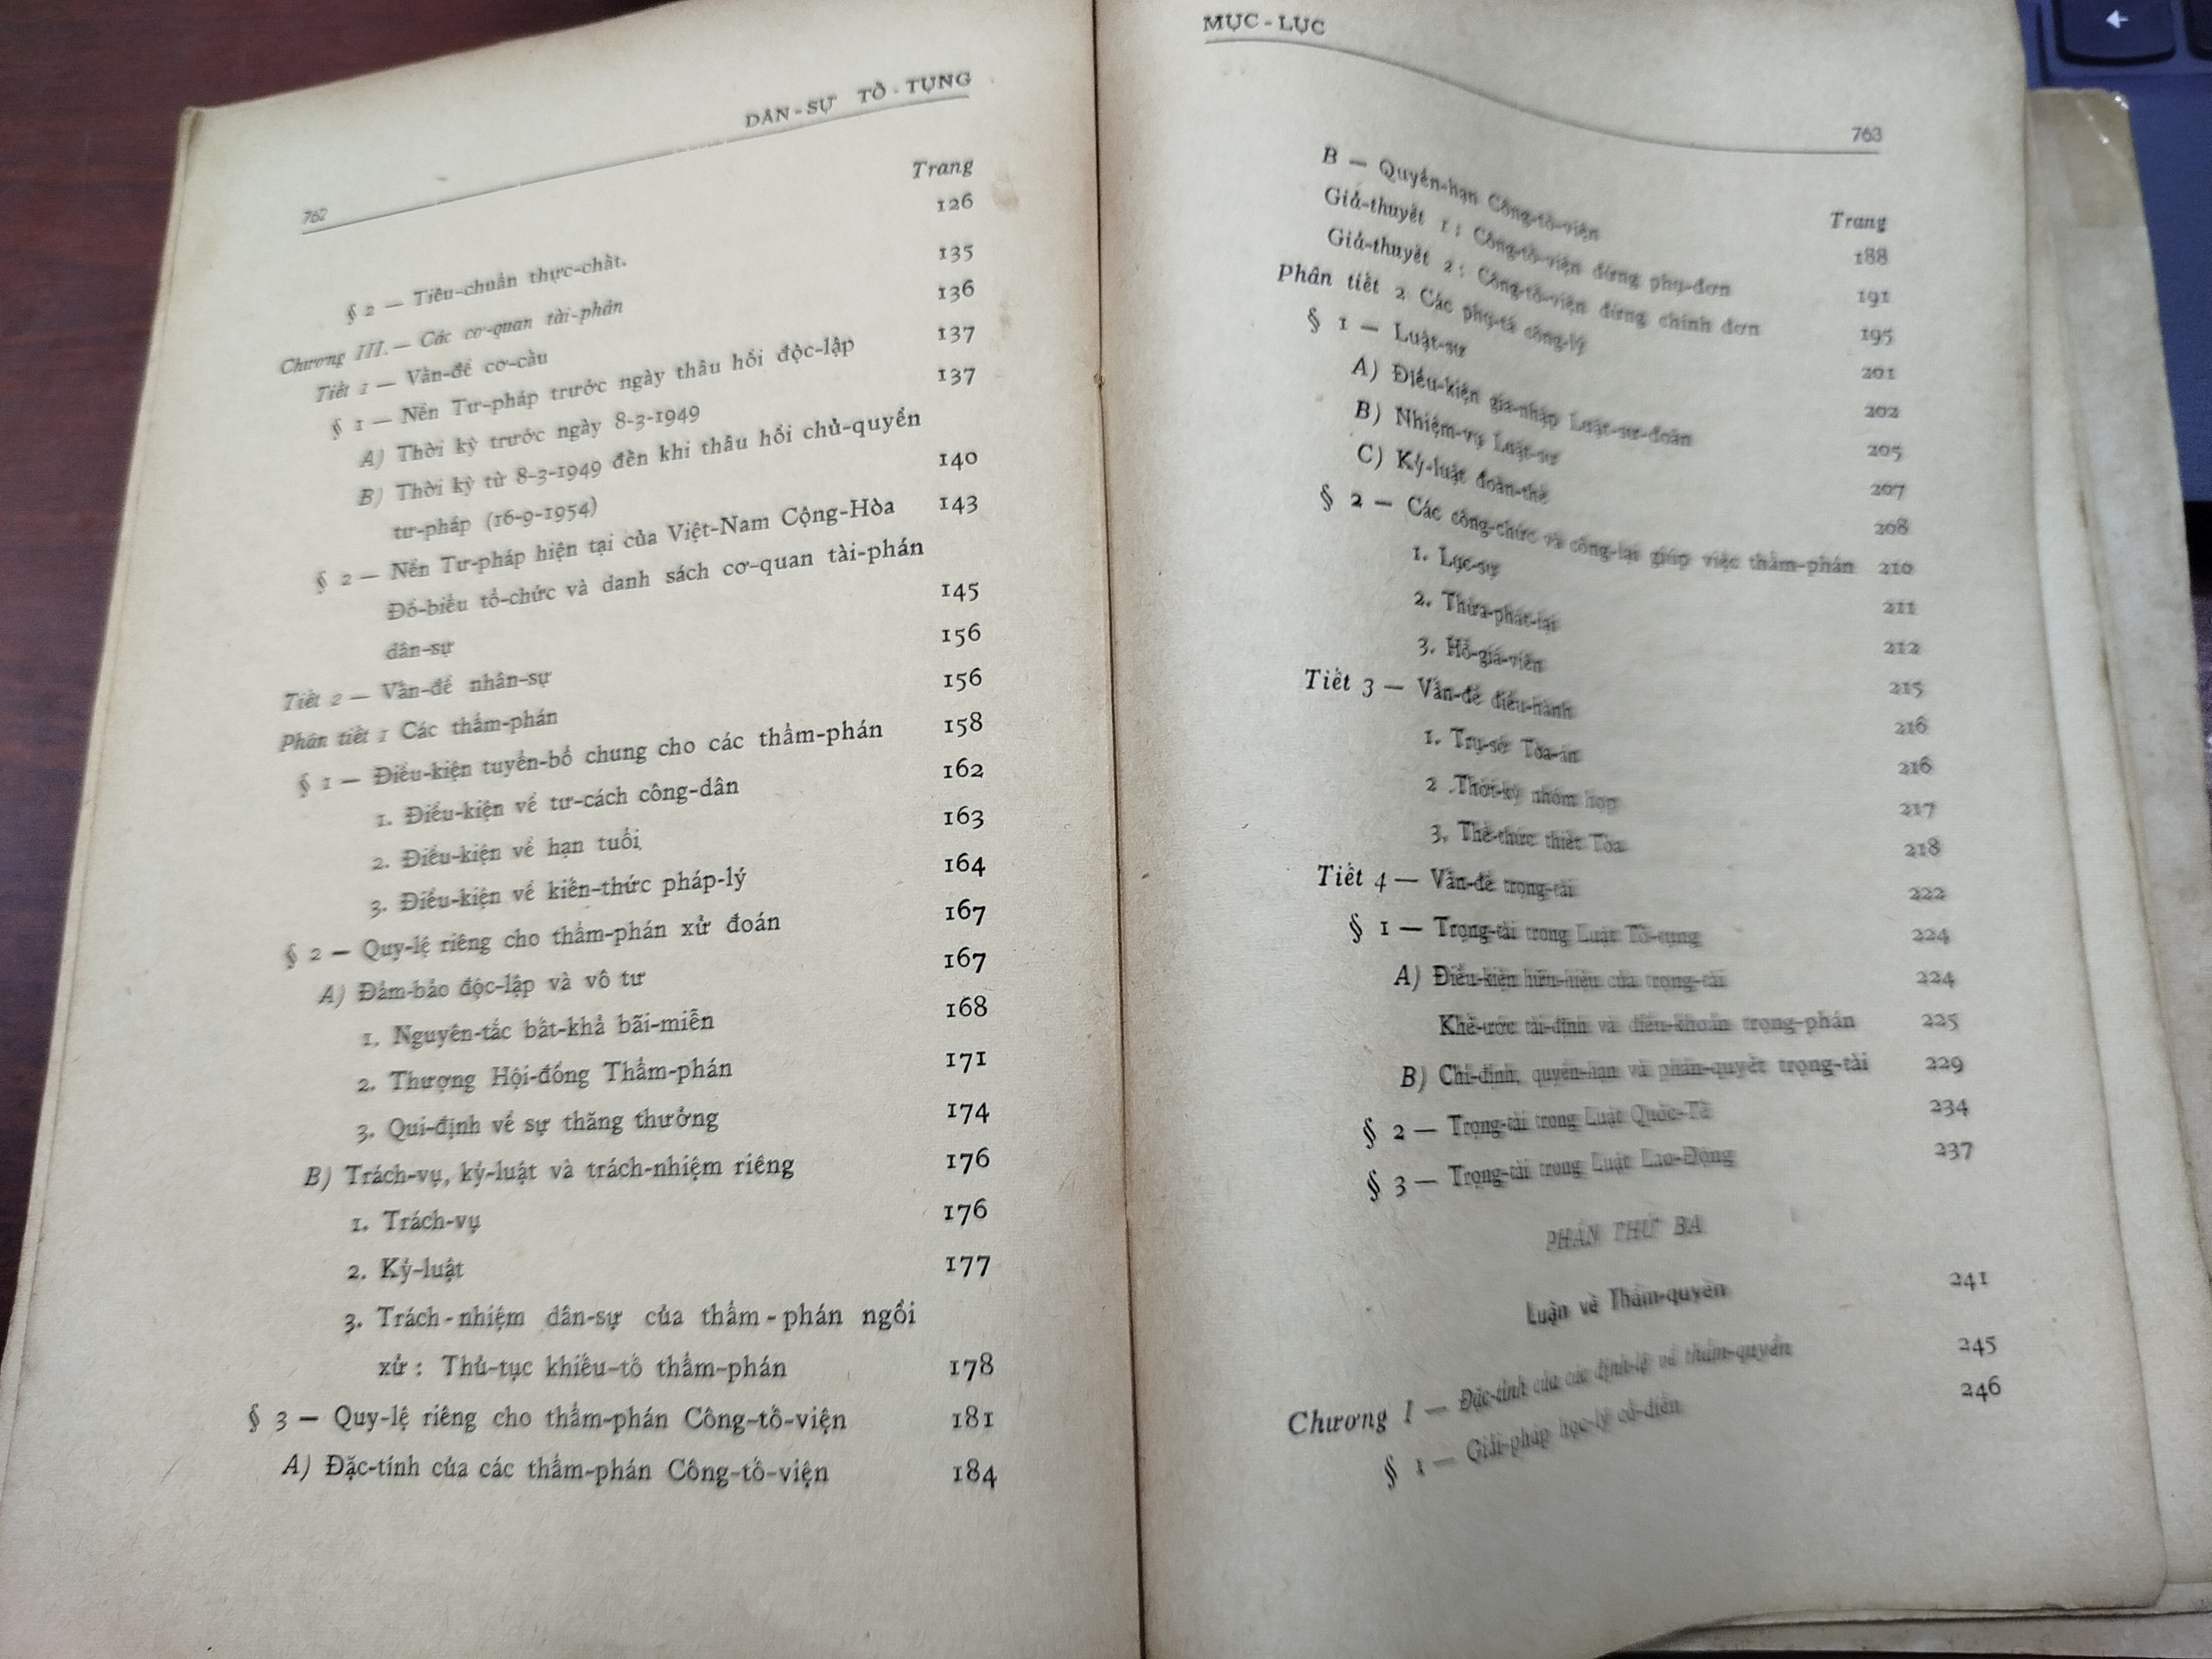 762
DÂN-SỰ TỐ-TỤNG
Trang
§ 2 — Tiêu-chuẩn thực-chất. 126
Chương III. — Các cơ-quan tài-phán 135
Tiết 1 — Vấn-đề cơ-cấu 136
§ 1 — Nền Tư-pháp trước ngày thâu hồi độc-lập 137
A) Thời kỳ trước ngày 8-3-1949 137
B) Thời kỳ từ 8-3-1949 đến khi thâu hồi chủ-quyền
tư-pháp (16-9-1954) 140
§ 2 — Nền Tư-pháp hiện tại của Việt-Nam Cộng-Hòa 143
Đồ-biểu tổ-chức và danh sách cơ-quan tài-phán
dân-sự 145
Tiết 2 — Vấn-đề nhân-sự 156
Phân tiết 1 Các thẩm-phán 156
§ 1 — Điều-kiện tuyển-bổ chung cho các thẩm-phán 158
1. Điều-kiện về tư-cách công-dân 162
2. Điều-kiện về hạn tuổi 163
3. Điều-kiện về kiến-thức pháp-lý 164
§ 2 — Quy-lệ riêng cho thẩm-phán xử đoán 167
A) Đảm-bảo độc-lập và vô tư 167
1. Nguyên-tắc bất-khả bãi-miễn 168
2. Thượng Hội-đồng Thẩm-phán 171
3. Qui-định về sự thăng thưởng 174
B) Trách-vụ, kỷ-luật và trách-nhiệm riêng 176
1. Trách-vụ 176
2. Kỷ-luật 177
3. Trách-nhiệm dân-sự của thẩm-phán ngồi
xử : Thủ-tục khiếu-tố thẩm-phán 178
§ 3 — Quy-lệ riêng cho thẩm-phán Công-tố-viện 181
A) Đặc-tính của các thẩm-phán Công-tố-viện 184
MỤC-LỤC
763
Trang
B — Quyền-hạn Công-tố-viện 188
Giả-thuyết 1 : Công-tố-viện đứng phụ-đơn 191
Giả-thuyết 2 : Công-tố-viện đứng chính đơn 195
Phân tiết 2 Các phụ-tá công-lý 201
§ 1 — Luật-sư 202
A) Điều-kiện gia-nhập Luật-sư-đoàn 205
B) Nhiệm-vụ Luật-sư 207
C) Kỷ-luật đoàn-thể 208
§ 2 — Các công-chức và công-lại giúp việc thẩm-phán 210
1. Lục-sự 211
2. Thừa-phát-lại 212
3. Hỗ-giá-viên 215
Tiết 3 — Vấn-đề điều-hành 216
1. Trụ-sở Tòa-án 216
2. Thời-kỳ nhóm họp 217
3. Thể-thức thiết Tòa 218
Tiết 4 — Vấn-đề trọng-tài 222
§ 1 — Trọng-tài trong Luật Tố-tụng 224
A) Điều-kiện hữu-hiệu của trọng-tài 224
Khế-ước tài-định và điều-khoản trọng-phán 225
B) Chỉ-định, quyền-hạn và phán-quyết trọng-tài 229
§ 2 — Trọng-tài trong Luật Quốc-Tế 234
§ 3 — Trọng-tài trong Luật Lao-Động 237
PHẦN THỨ BA
Luận về Thẩm-quyền 241
Chương I — Đặc-tính của các định-lệ về thẩm-quyền 245
§ 1 — Giải-pháp học-lý cổ-điển 246